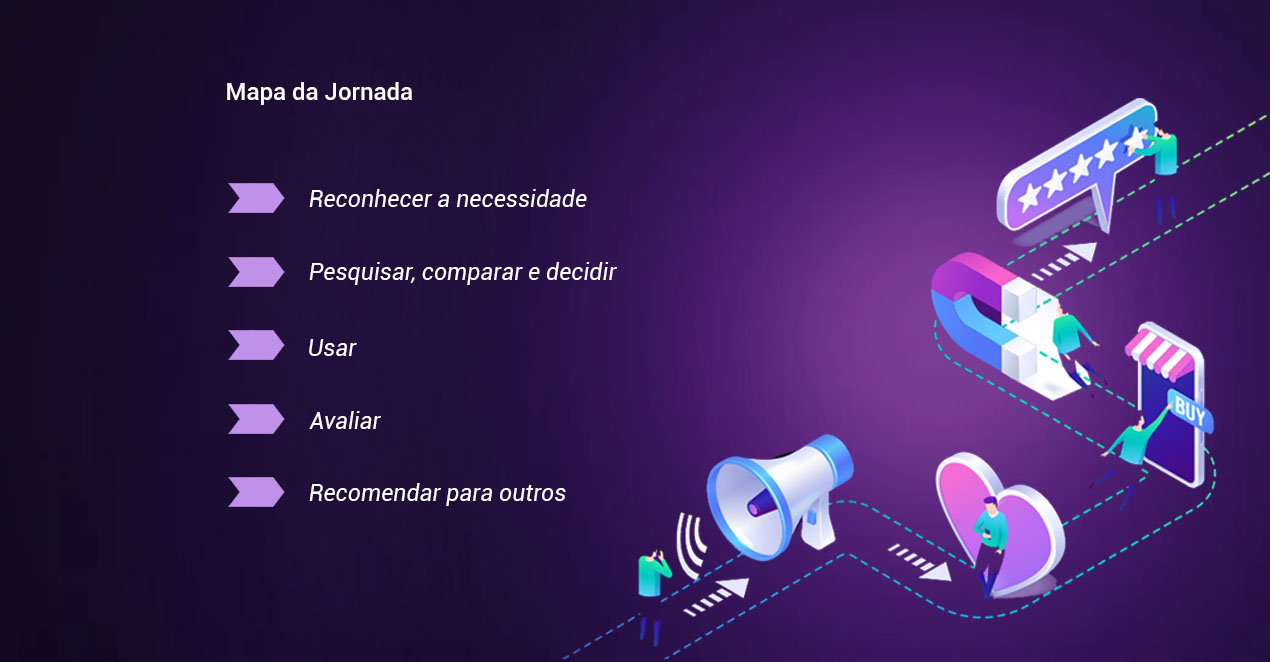 Mapa da Jornada
Reconhecer a necessidade
Pesquisar, comparar e decidir
Usar
Avaliar
Recomendar para outros
BUY